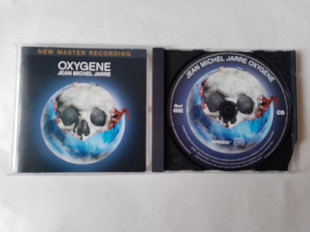 NEW MASTER RECORDING
OXYGENE
JEAN MICHEL JARRE
JEAN MICHEL JARRE OXYGENE
CD